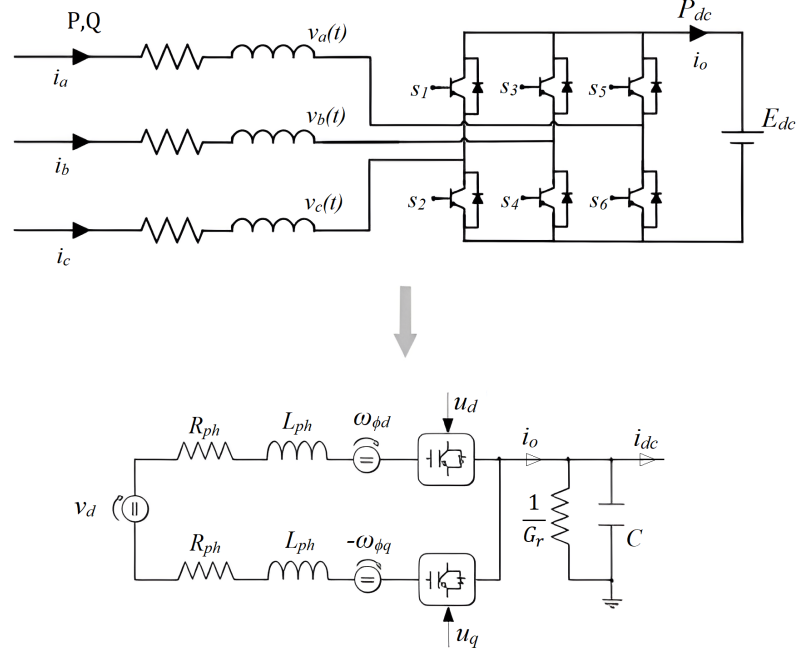 P,Q
v_a(t)
P_dc
i_a
i_o
s_1
s_3
s_5
v_b(t)
E_dc
i_b
v_c(t)
s_2
s_4
s_6
i_c
u_d
R_ph
L_ph
ω_ϕd
i_o
i_dc
v_d
1/G_r
C
R_ph
L_ph
-ω_ϕq
u_q